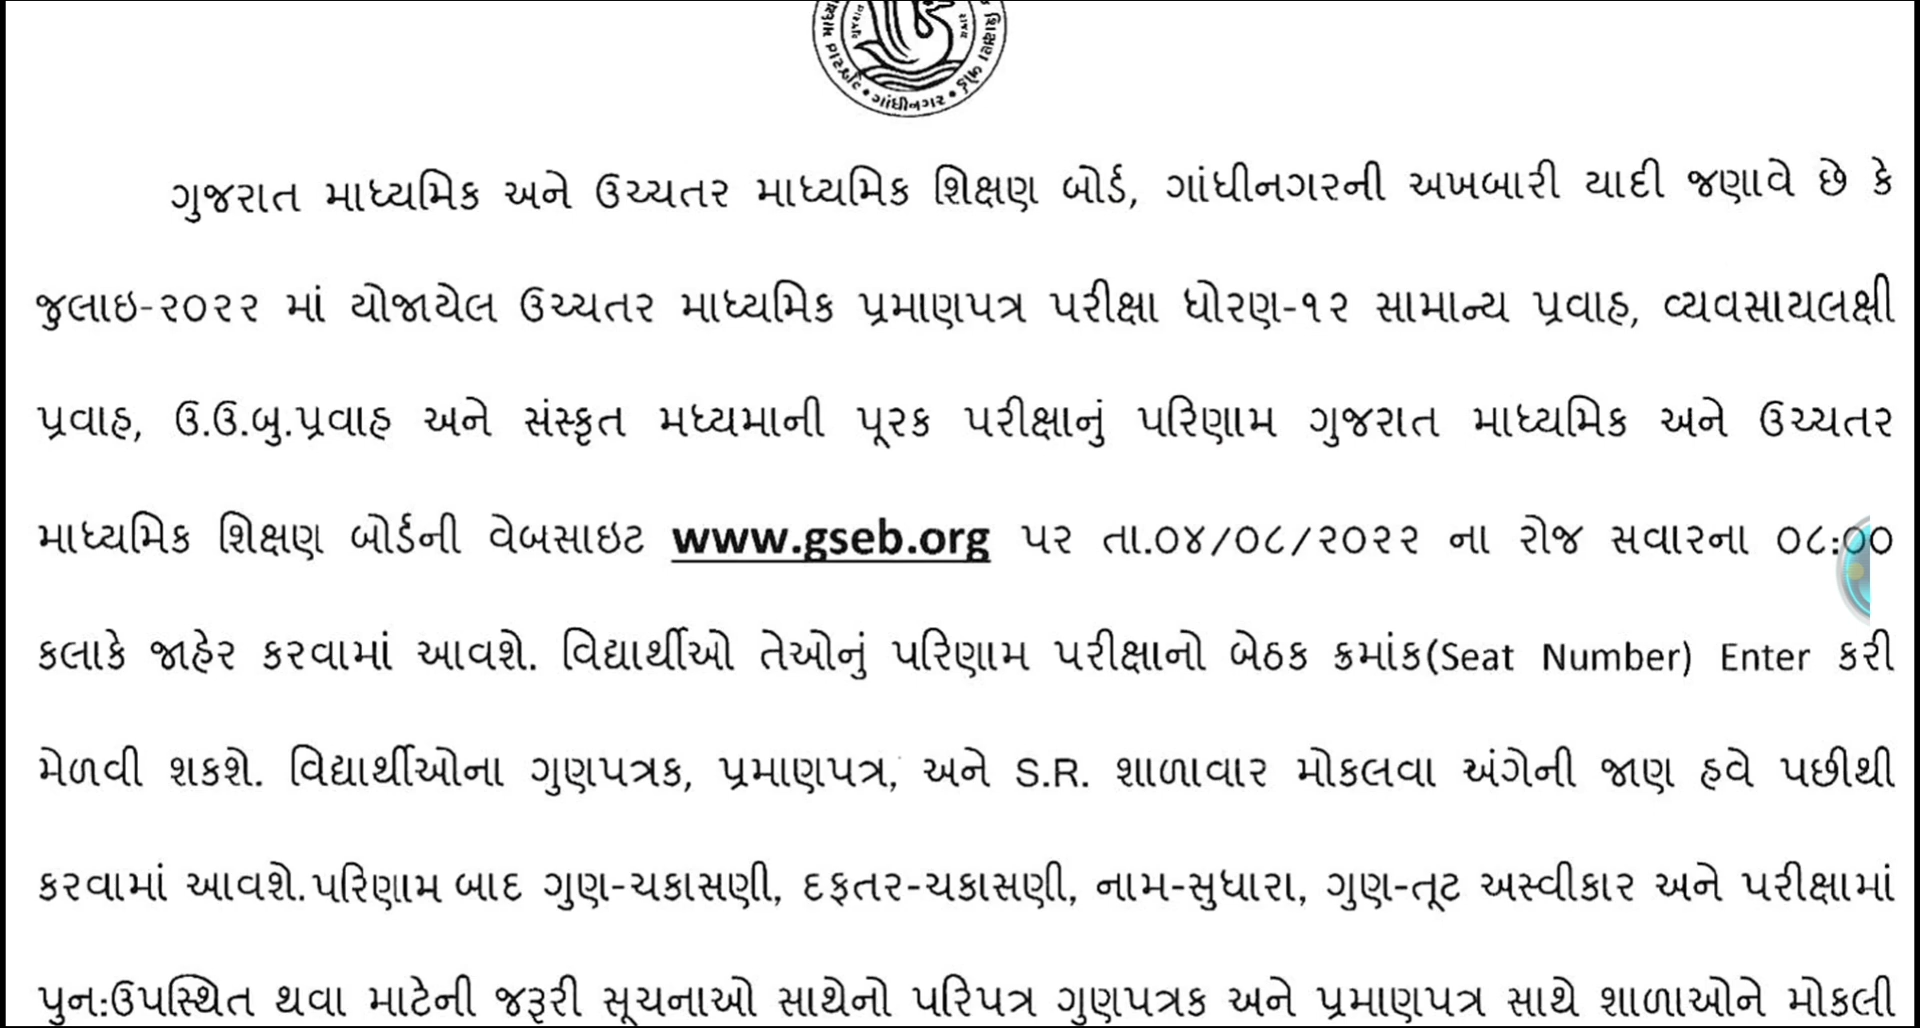 ગાંધીનગર
ગુજરાત માધ્યમિક અને ઉચ્ચતર માધ્યમિક શિક્ષણ બોર્ડ, ગાંધીનગરની અખબારી યાદી જણાવે છે કે
જુલાઇ-૨૦૨૨ માં યોજાયેલ ઉચ્ચતર માધ્યમિક પ્રમાણપત્ર પરીક્ષા ધોરણ-૧૨ સામાન્ય પ્રવાહ, વ્યવસાયલક્ષી
પ્રવાહ, ઉ.ઉ.બુ.પ્રવાહ અને સંસ્કૃત મધ્યમાની પૂરક પરીક્ષાનું પરિણામ ગુજરાત માધ્યમિક અને ઉચ્ચતર
માધ્યમિક શિક્ષણ બોર્ડની વેબસાઇટ www.gseb.org પર તા.૦૪/૦૮/૨૦૨૨ ના રોજ સવારના ૦૮:૦૦
કલાકે જાહેર કરવામાં આવશે. વિદ્યાર્થીઓ તેઓનું પરિણામ પરીક્ષાનો બેઠક ક્રમાંક(Seat Number) Enter કરી
મેળવી શકશે. વિદ્યાર્થીઓના ગુણપત્રક, પ્રમાણપત્ર, અને S.R. શાળાવાર મોકલવા અંગેની જાણ હવે પછીથી
કરવામાં આવશે.પરિણામ બાદ ગુણ-ચકાસણી, દફતર-ચકાસણી, નામ-સુધારા, ગુણ-તૂટ અસ્વીકાર અને પરીક્ષામાં
પુન:ઉપસ્થિત થવા માટેની જરૂરી સૂચનાઓ સાથેનો પરિપત્ર ગુણપત્રક અને પ્રમાણપત્ર સાથે શાળાઓને મોકલી